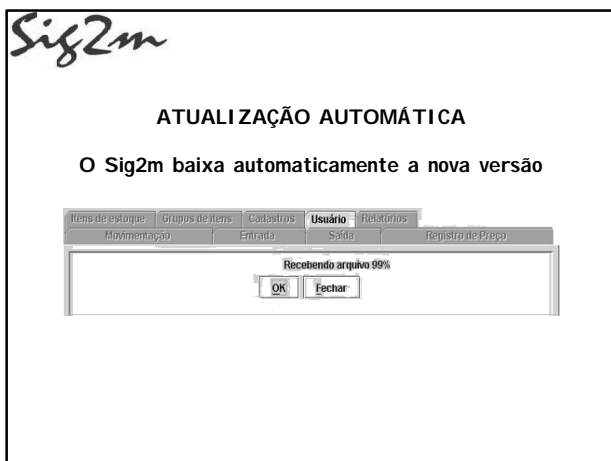 Sig2m
ATUALIZAÇÃO AUTOMÁTICA
O Sig2m baixa automaticamente a nova versão
Itens de estoque Grupos de itens Cadastros Usuário Relatórios
Movimentação Entrada Saída Registro de Preço
Recebendo arquivo 99%
OK Fechar